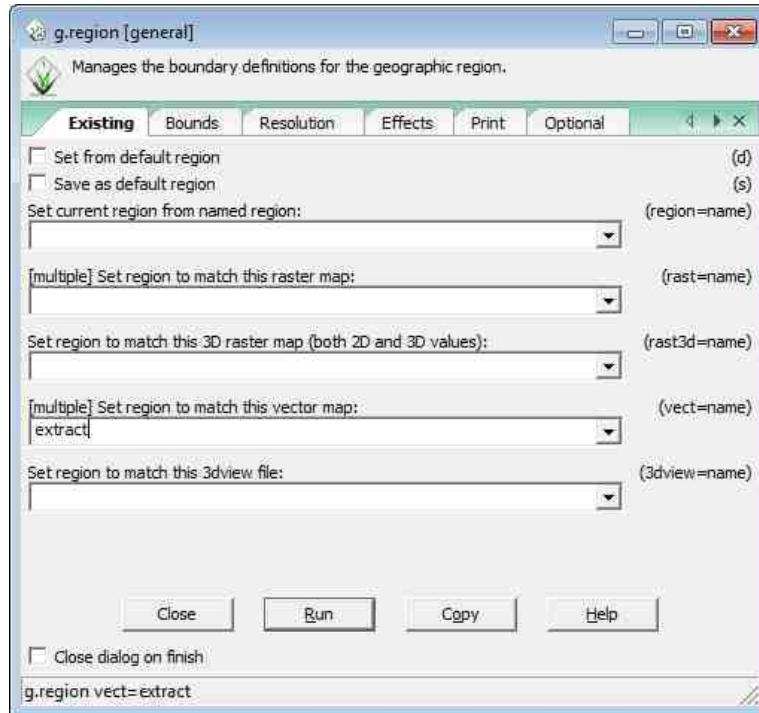 g.region [general]
Manages the boundary definitions for the geographic region.
Existing Bounds Resolution Effects Print Optional
Set from default region (d)
Save as default region (s)
Set current region from named region: (region=name)
[multiple] Set region to match this raster map: (rast=name)
Set region to match this 3D raster map (both 2D and 3D values): (rast3d=name)
[multiple] Set region to match this vector map: (vect=name)
extract
Set region to match this 3dview file: (3dview=name)
Close Run Copy Help
Close dialog on finish
g.region vect=extract